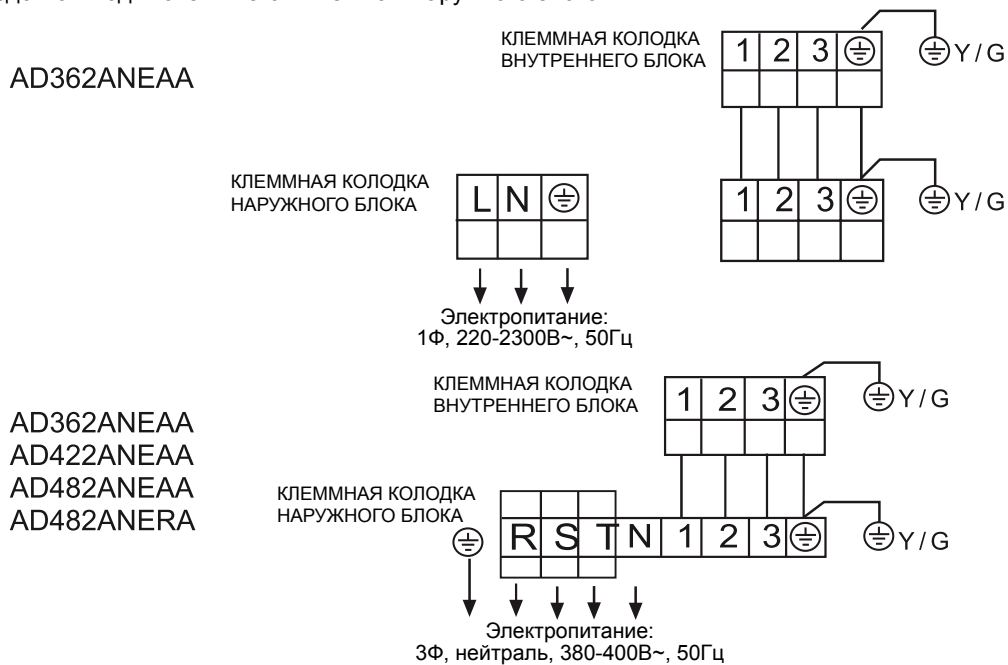 КЛЕММНАЯ КОЛОДКА
ВНУТРЕННЕГО БЛОКА
1 2 3
Y/G
AD362ANEAA
КЛЕММНАЯ КОЛОДКА
НАРУЖНОГО БЛОКА
L N
1 2 3
Y/G
Электропитание:
1Ф, 220-2300В~, 50Гц
КЛЕММНАЯ КОЛОДКА
ВНУТРЕННЕГО БЛОКА
1 2 3
Y/G
AD362ANEAA
AD422ANEAA
AD482ANEAA
AD482ANERA
КЛЕММНАЯ КОЛОДКА
НАРУЖНОГО БЛОКА
R S T N 1 2 3
Y/G
Электропитание:
3Ф, нейтраль, 380-400В~, 50Гц